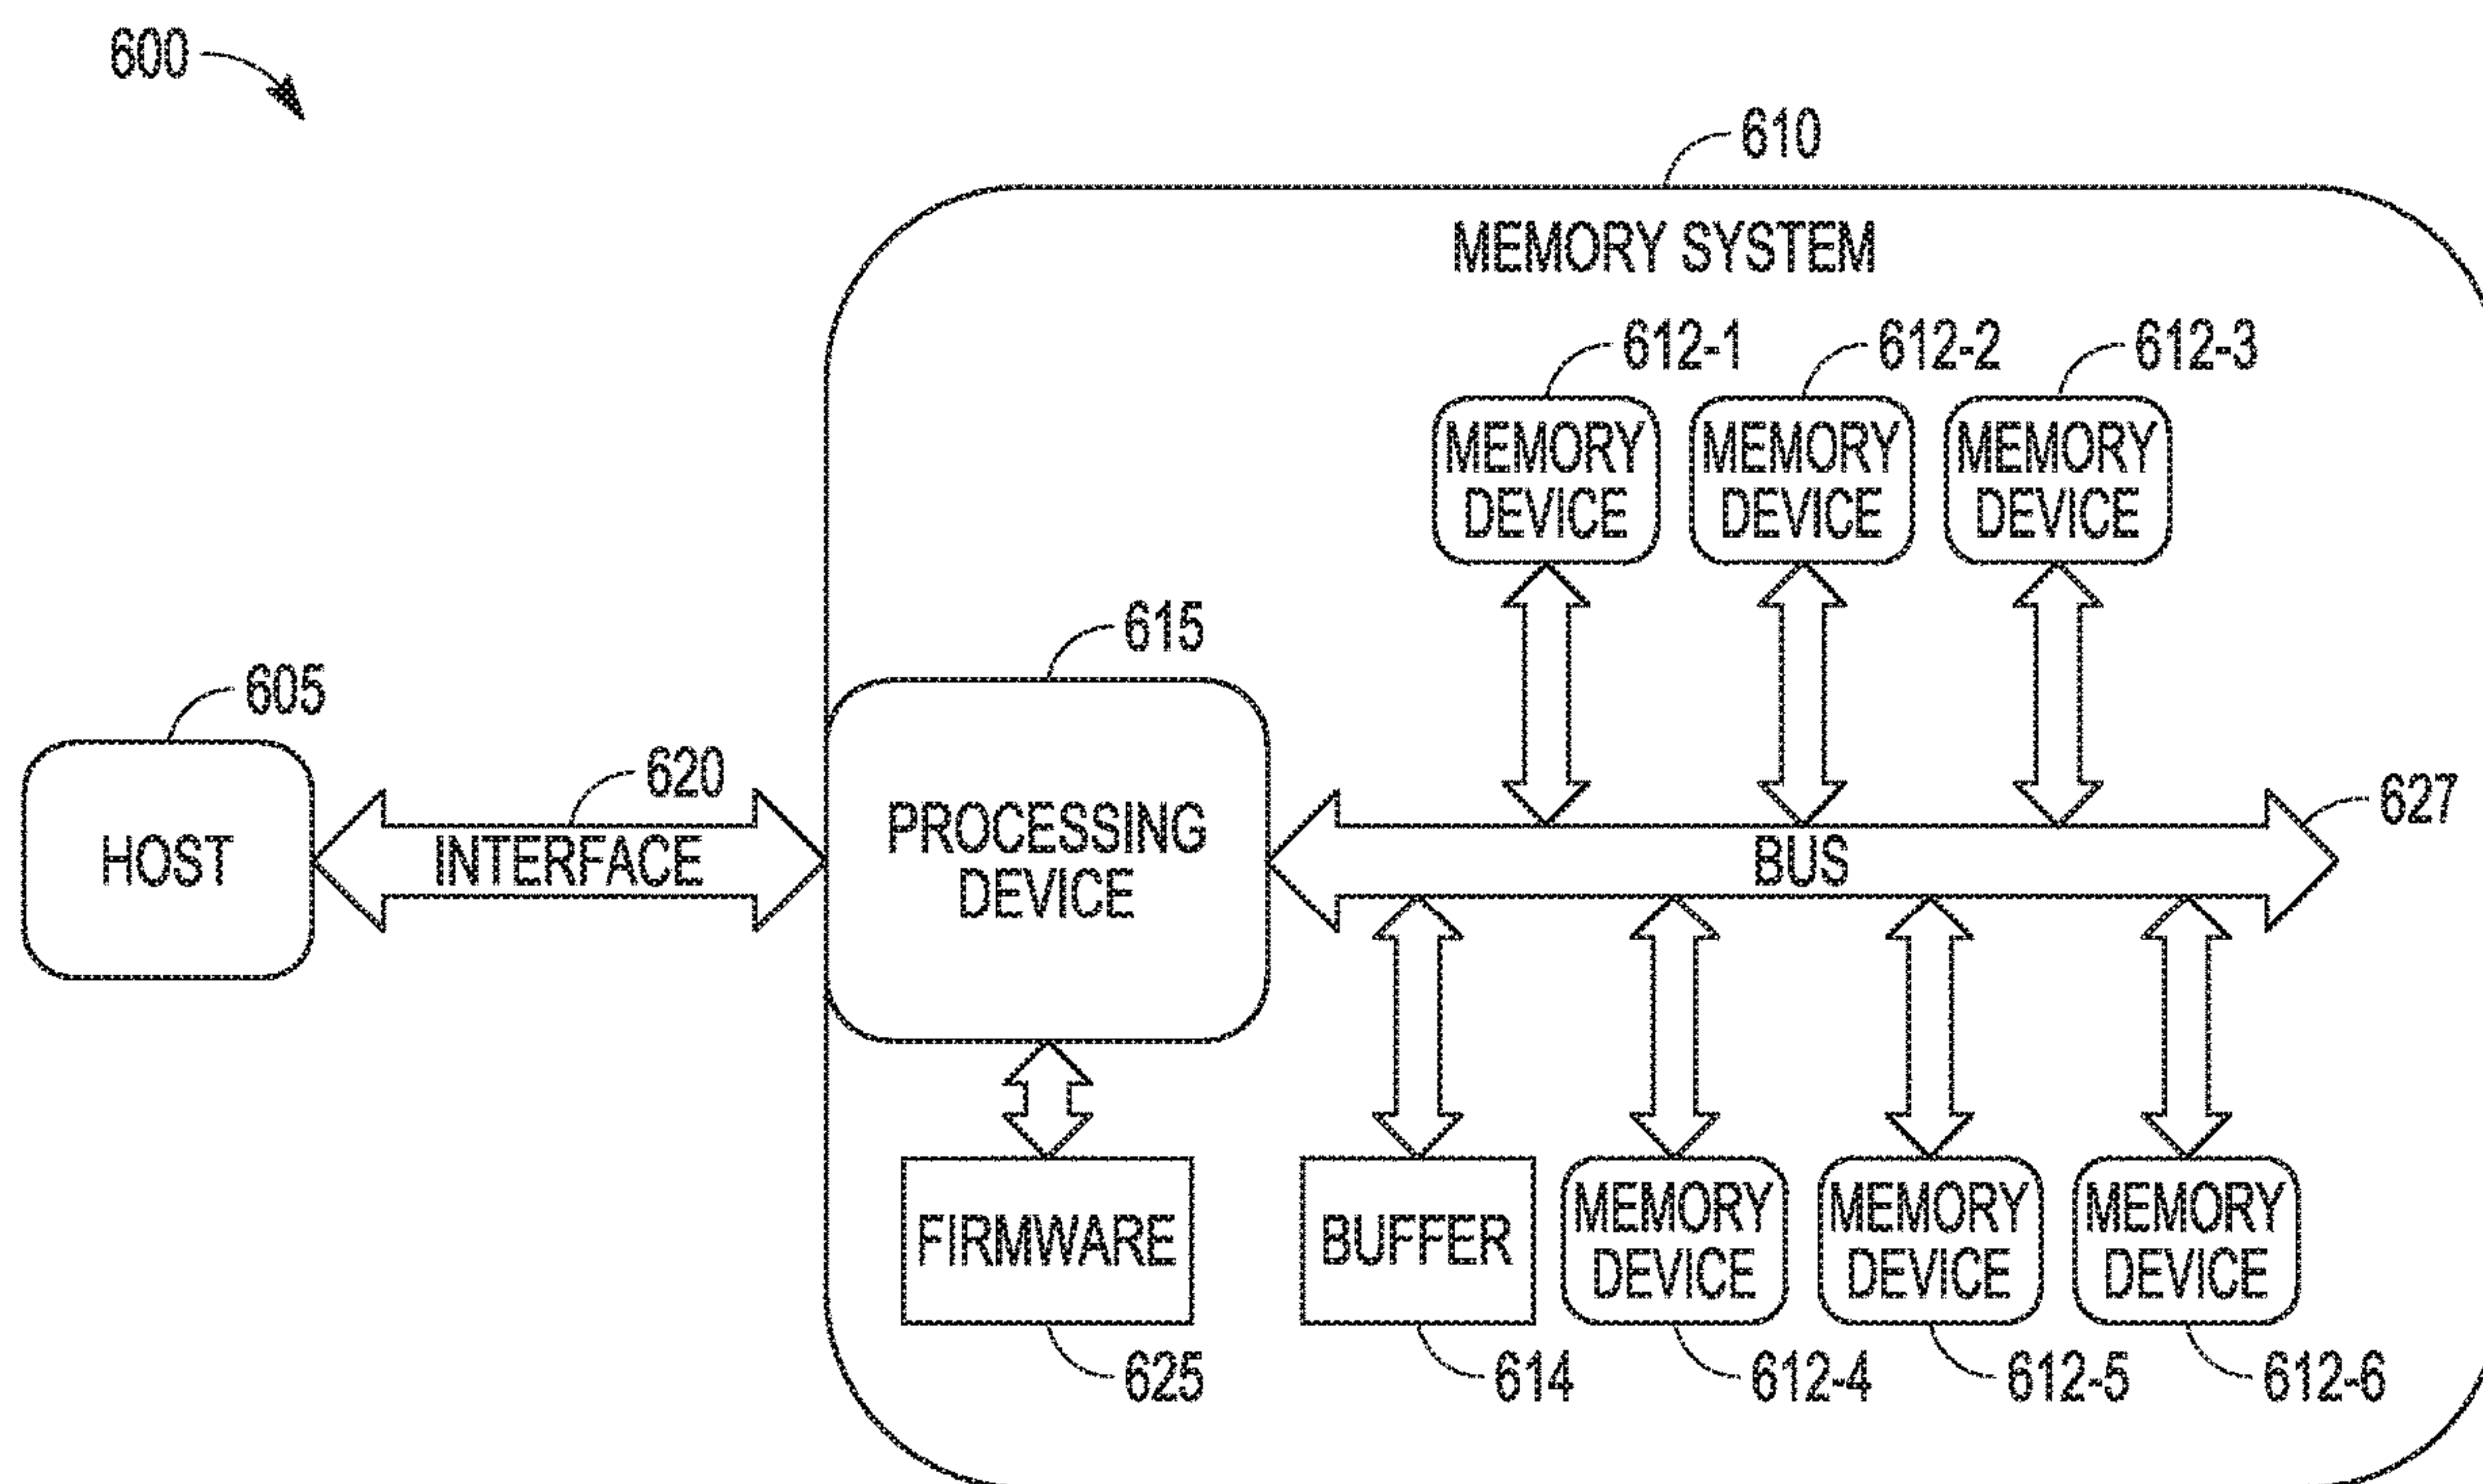 600
610
MEMORY SYSTEM
612-1
612-2
612-3
MEMORY
DEVICE
MEMORY
DEVICE
MEMORY
DEVICE
615
605
620
627
HOST
INTERFACE
PROCESSING
DEVICE
BUS
FIRMWARE
BUFFER
MEMORY
DEVICE
MEMORY
DEVICE
MEMORY
DEVICE
625
614
612-4
612-5
612-6